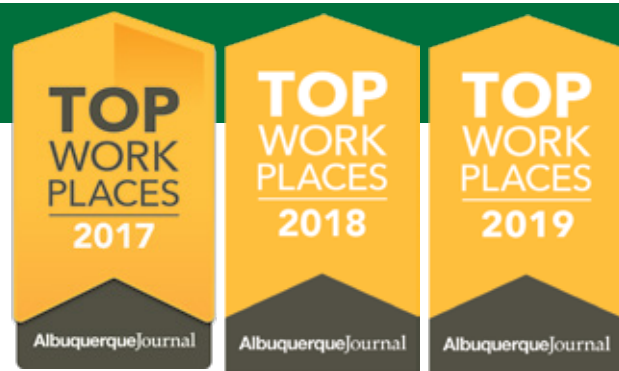 TOP
WORK
PLACES
2017
AlbuquerqueJournal
TOP
WORK
PLACES
2018
AlbuquerqueJournal
TOP
WORK
PLACES
2019
AlbuquerqueJournal